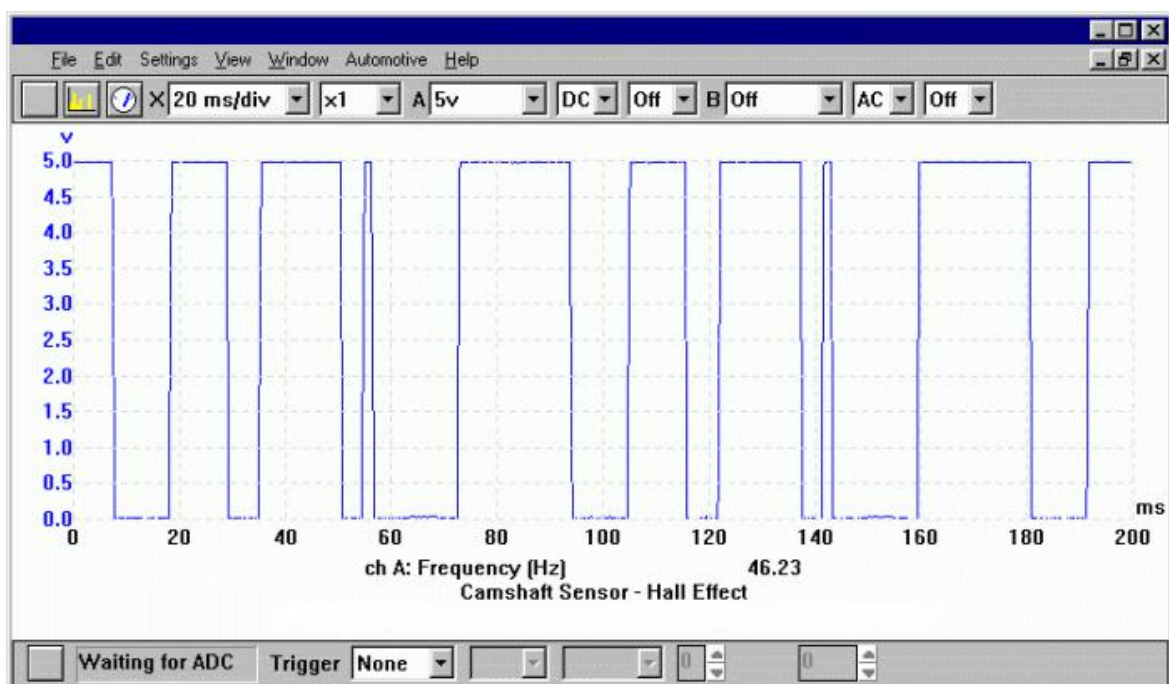 File Edit Settings View Window Automotive Help
X 20 ms/div x1 A 5v DC Off B Off AC Off
v
5.0
4.5
4.0
3.5
3.0
2.5
2.0
1.5
1.0
0.5
0.0
ms
0 20 40 60 80 100 120 140 160 180 200
ch A: Frequency (Hz) 46.23
Camshaft Sensor - Hall Effect
Waiting for ADC Trigger None 0 0